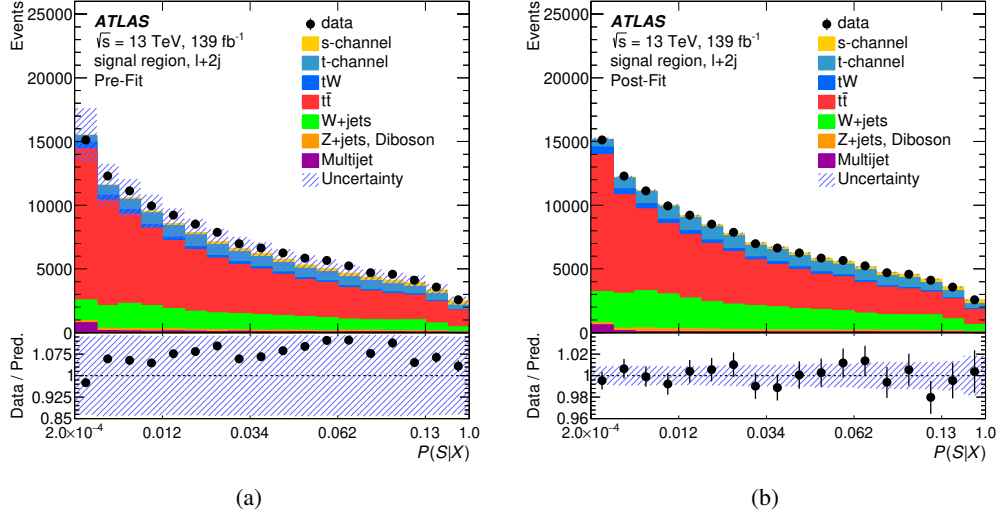 Events
25000
20000
15000
10000
5000
0
ATLAS
√s = 13 TeV, 139 fb⁻¹
signal region, l+2j
Pre-Fit
data
s-channel
t-channel
tW
tt̄
W+jets
Z+jets, Diboson
Multijet
Uncertainty
Data / Pred.
1.075
1
0.925
0.85
2.0×10⁻⁴ 0.012 0.034 0.062 0.13 1.0
P(S|X)
(a)
Events
25000
20000
15000
10000
5000
0
ATLAS
√s = 13 TeV, 139 fb⁻¹
signal region, l+2j
Post-Fit
data
s-channel
t-channel
tW
tt̄
W+jets
Z+jets, Diboson
Multijet
Uncertainty
Data / Pred.
1.02
1
0.98
0.96
2.0×10⁻⁴ 0.012 0.034 0.062 0.13 1.0
P(S|X)
(b)